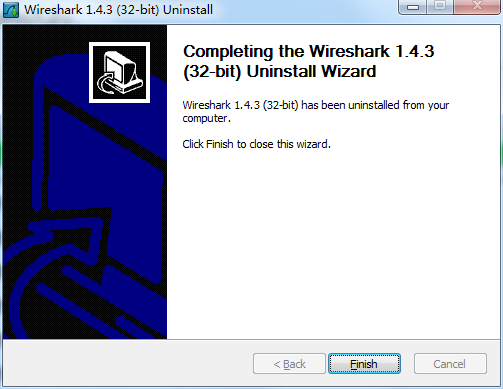 Wireshark 1.4.3 (32-bit) Uninstall
Completing the Wireshark 1.4.3
(32-bit) Uninstall Wizard
Wireshark 1.4.3 (32-bit) has been uninstalled from your
computer.
Click Finish to close this wizard.
< Back
Finish
Cancel